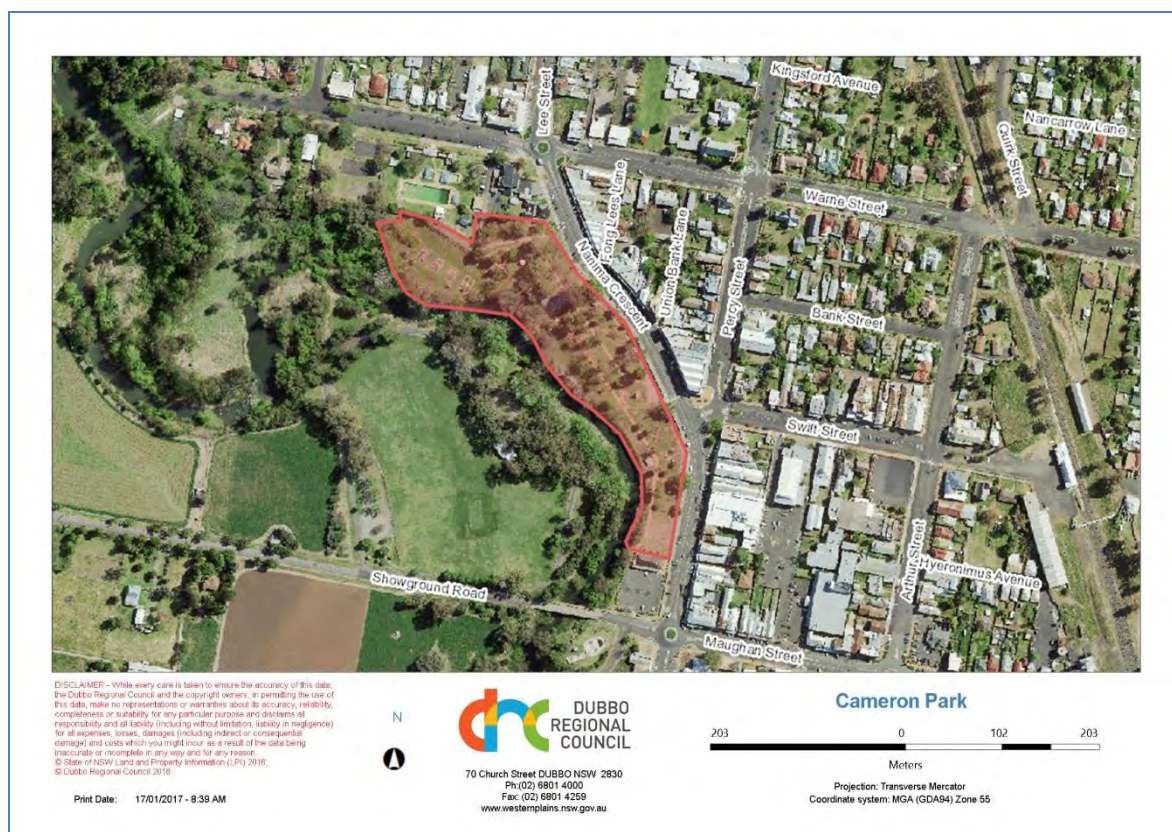 Kingsford Avenue
Lee Street
Quirk Street
Nancarrow Lane
Fong Lees Lane
Warne Street
Union Bank Lane
Nanima Crescent
Percy Street
Bank Street
Swift Street
Showground Road
Arthur Street
Hyeronimus Avenue
Maughan Street
DISCLAIMER - While every care is taken to ensure the accuracy of this data,
the Dubbo Regional Council and the copyright owners, in permitting the use of
this data, make no representations or warranties about its accuracy, reliability,
completeness or suitability for any particular purpose and disclaims all
responsibility and all liability (including without limitation, liability in negligence)
for all expenses, losses, damages (including indirect or consequential
damage) and costs which you might incur as a result of the data being
inaccurate or incomplete in any way and for any reason.
© State of NSW Land and Property Information (LPI) 2016,
© Dubbo Regional Council 2016
Print Date: 17/01/2017 - 8:39 AM
N
drc
DUBBO
REGIONAL
COUNCIL
70 Church Street DUBBO NSW 2830
Ph:(02) 6801 4000
Fax: (02) 6801 4259
www.westernplains.nsw.gov.au
Cameron Park
203 0 102 203
Meters
Projection: Transverse Mercator
Coordinate system: MGA (GDA94) Zone 55